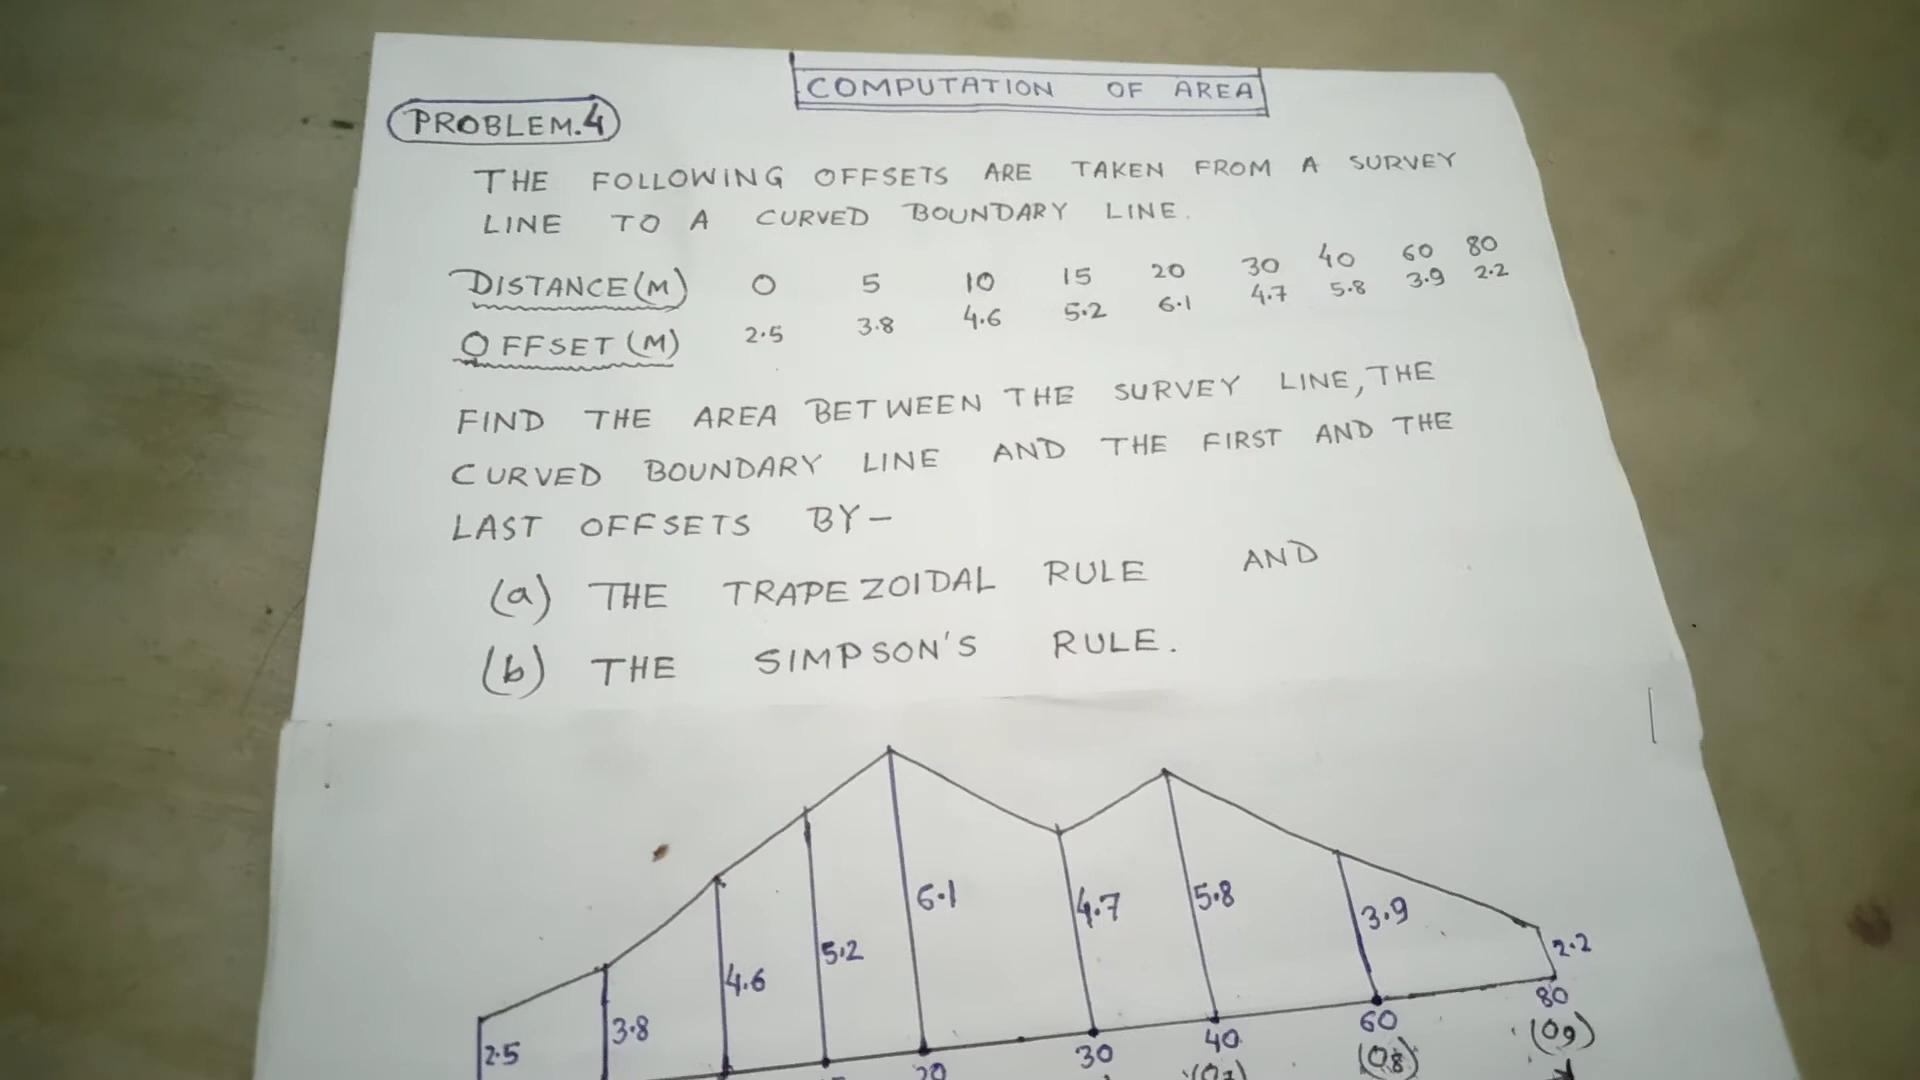 COMPUTATION OF AREA
PROBLEM.4
THE FOLLOWING OFFSETS ARE TAKEN FROM A SURVEY
LINE TO A CURVED BOUNDARY LINE.
DISTANCE(M) 0 5 10 15 20 30 40 60 80
OFFSET (M) 2.5 3.8 4.6 5.2 6.1 4.7 5.8 3.9 2.2
FIND THE AREA BETWEEN THE SURVEY LINE, THE
CURVED BOUNDARY LINE AND THE FIRST AND THE
LAST OFFSETS BY-
(a) THE TRAPEZOIDAL RULE AND
(b) THE SIMPSON'S RULE.
2.5 3.8 4.6 5.2 6.1 4.7 5.8 3.9 2.2
20 30 40 60 80
(O7) (O8) (O9)